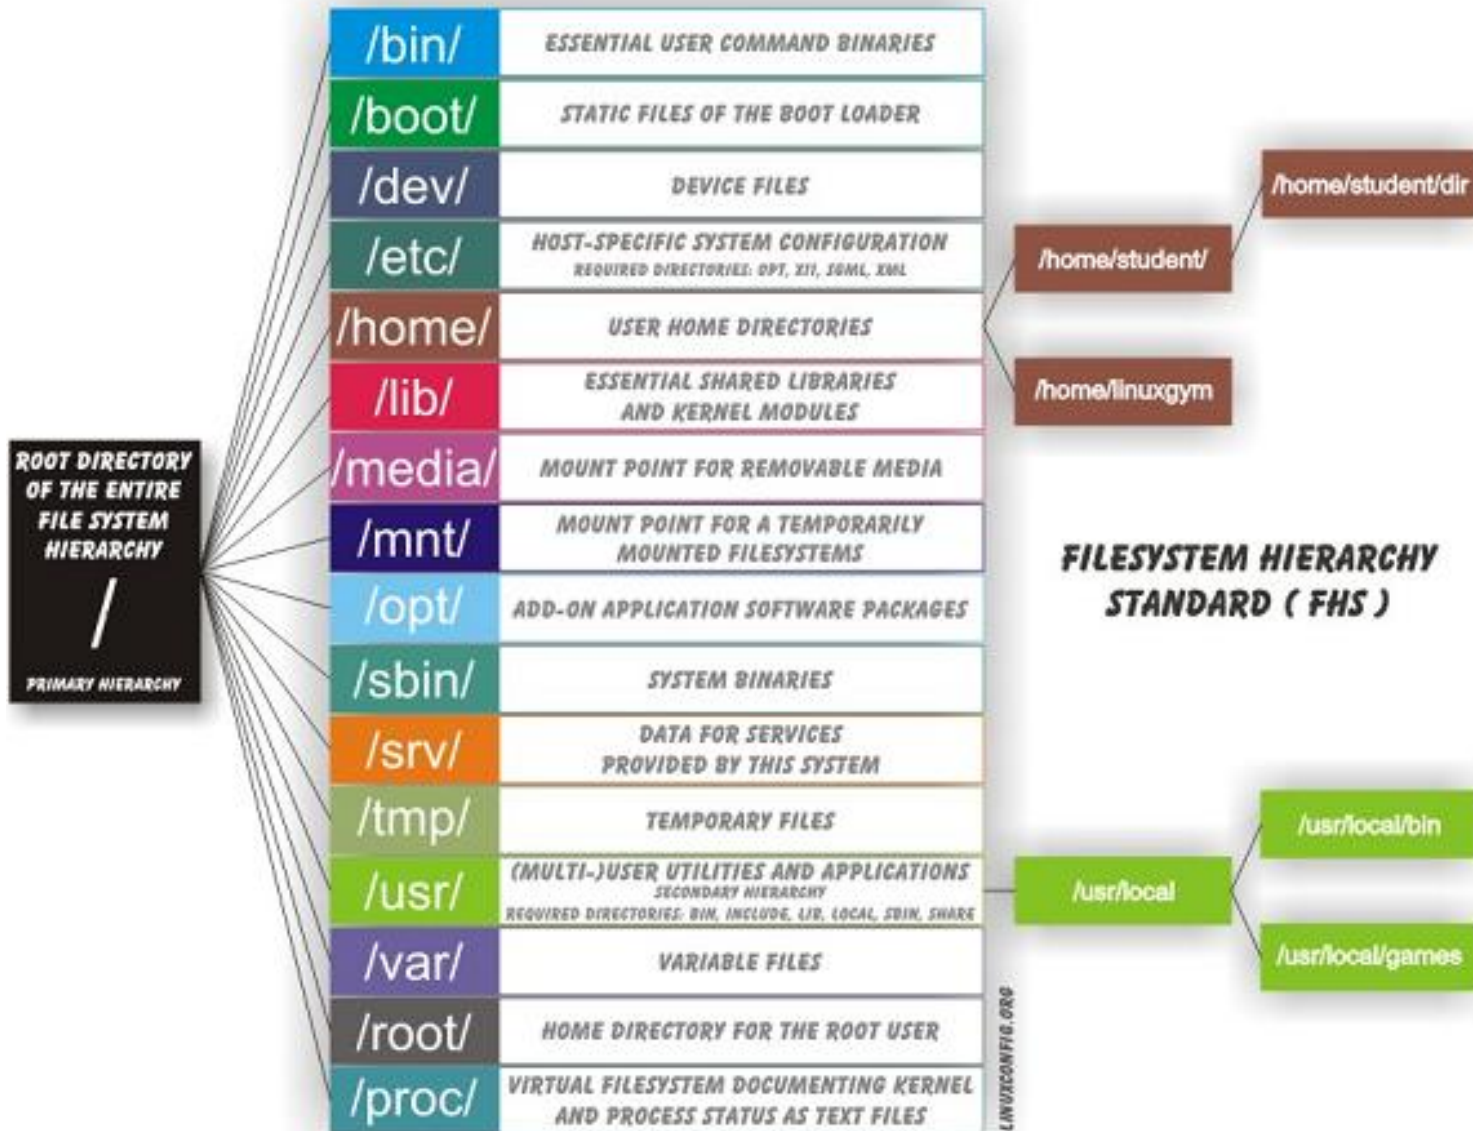 ROOT DIRECTORY
OF THE ENTIRE
FILE SYSTEM
HIERARCHY
/
PRIMARY HIERARCHY
/bin/
ESSENTIAL USER COMMAND BINARIES
/boot/
STATIC FILES OF THE BOOT LOADER
/dev/
DEVICE FILES
/etc/
HOST-SPECIFIC SYSTEM CONFIGURATION
REQUIRED DIRECTORIES: OPT, X11, SGML, XML
/home/
USER HOME DIRECTORIES
/home/student/
/home/student/dir
/home/linuxgym
/lib/
ESSENTIAL SHARED LIBRARIES
AND KERNEL MODULES
/media/
MOUNT POINT FOR REMOVABLE MEDIA
/mnt/
MOUNT POINT FOR A TEMPORARILY
MOUNTED FILESYSTEMS
/opt/
ADD-ON APPLICATION SOFTWARE PACKAGES
/sbin/
SYSTEM BINARIES
/srv/
DATA FOR SERVICES
PROVIDED BY THIS SYSTEM
/tmp/
TEMPORARY FILES
/usr/
(MULTI-)USER UTILITIES AND APPLICATIONS
SECONDARY HIERARCHY
REQUIRED DIRECTORIES: BIN, INCLUDE, LIB, LOCAL, SBIN, SHARE
/usr/local
/usr/local/bin
/usr/local/games
/var/
VARIABLE FILES
/root/
HOME DIRECTORY FOR THE ROOT USER
/proc/
VIRTUAL FILESYSTEM DOCUMENTING KERNEL
AND PROCESS STATUS AS TEXT FILES
FILESYSTEM HIERARCHY
STANDARD ( FHS )
LINUXCONFIG.ORG